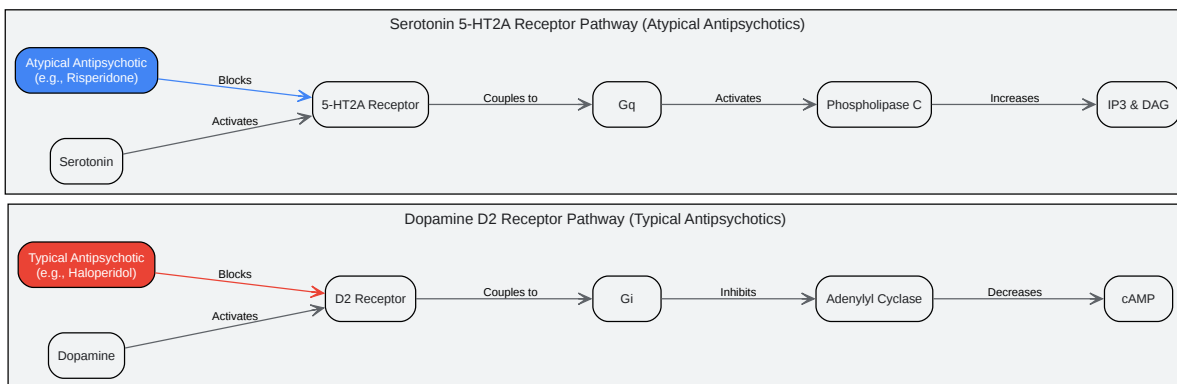 Serotonin 5-HT2A Receptor Pathway (Atypical Antipsychotics)
Atypical Antipsychotic
(e.g., Risperidone)
Blocks
Activates
Serotonin
5-HT2A Receptor
Couples to
Gq
Activates
Phospholipase C
Increases
IP3 & DAG
Dopamine D2 Receptor Pathway (Typical Antipsychotics)
Typical Antipsychotic
(e.g., Haloperidol)
Blocks
Activates
Dopamine
D2 Receptor
Couples to
Gi
Inhibits
Adenylyl Cyclase
Decreases
cAMP